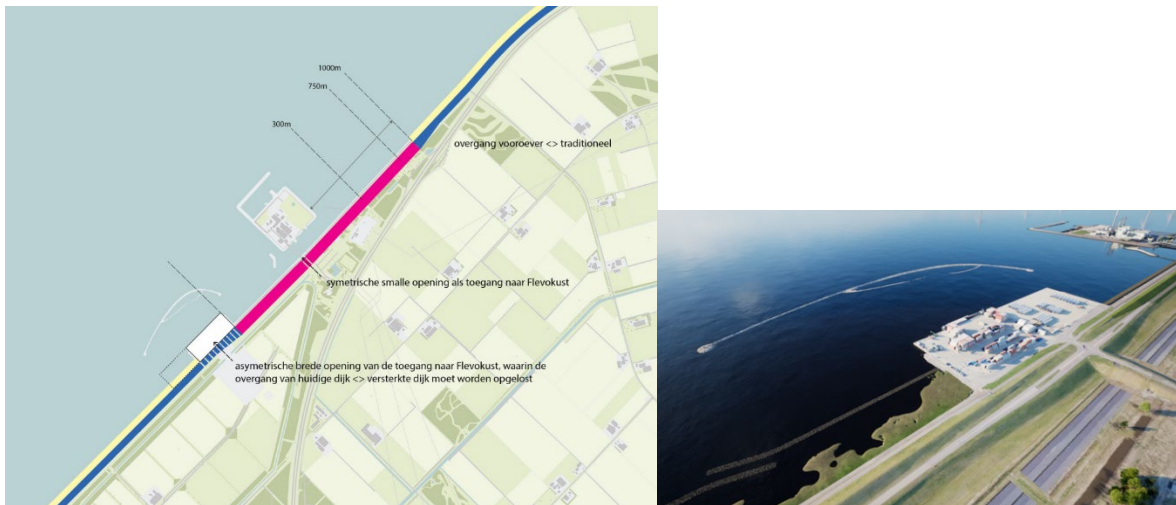 1000m
750m
300m
overgang vooroever <> traditioneel
symetrische smalle opening als toegang naar Flevokust
asymetrische brede opening van de toegang naar Flevokust, waarin de
overgang van huidige dijk <> versterkte dijk moet worden opgelost